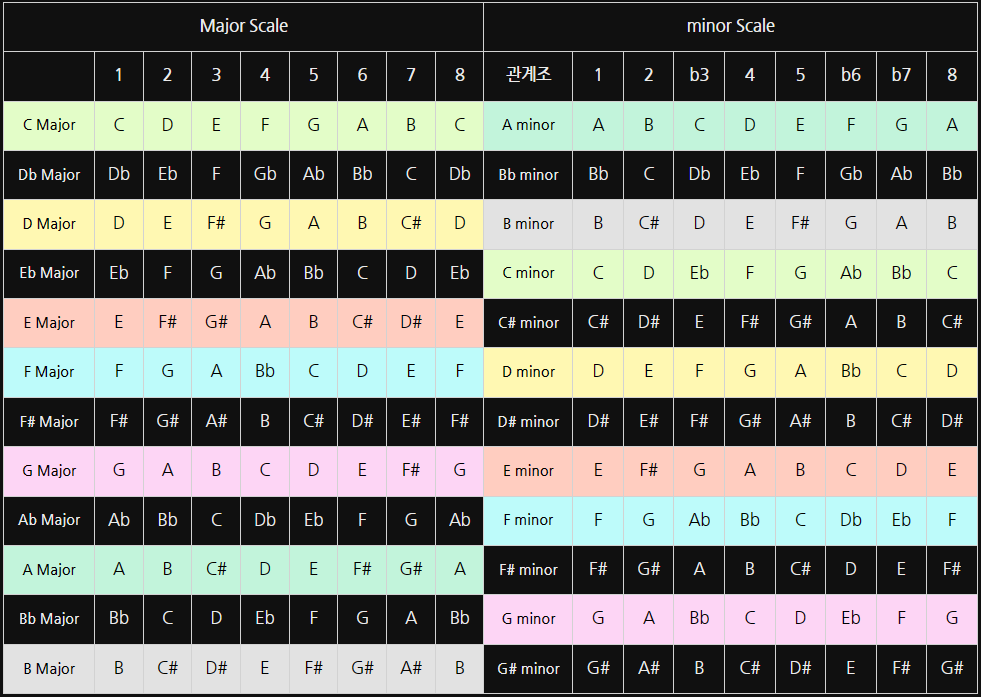 Major Scale minor Scale
1 2 3 4 5 6 7 8 관계조 1 2 b3 4 5 b6 b7 8
C Major C D E F G A B C A minor A B C D E F G A
Db Major Db Eb F Gb Ab Bb C Db Bb minor Bb C Db Eb F Gb Ab Bb
D Major D E F# G A B C# D B minor B C# D E F# G A B
Eb Major Eb F G Ab Bb C D Eb C minor C D Eb F G Ab Bb C
E Major E F# G# A B C# D# E C# minor C# D# E F# G# A B C#
F Major F G A Bb C D E F D minor D E F G A Bb C D
F# Major F# G# A# B C# D# E# F# D# minor D# E# F# G# A# B C# D#
G Major G A B C D E F# G E minor E F# G A B C D E
Ab Major Ab Bb C Db Eb F G Ab F minor F G Ab Bb C Db Eb F
A Major A B C# D E F# G# A F# minor F# G# A B C# D E F#
Bb Major Bb C D Eb F G A Bb G minor G A Bb C D Eb F G
B Major B C# D# E F# G# A# B G# minor G# A# B C# D# E F# G#